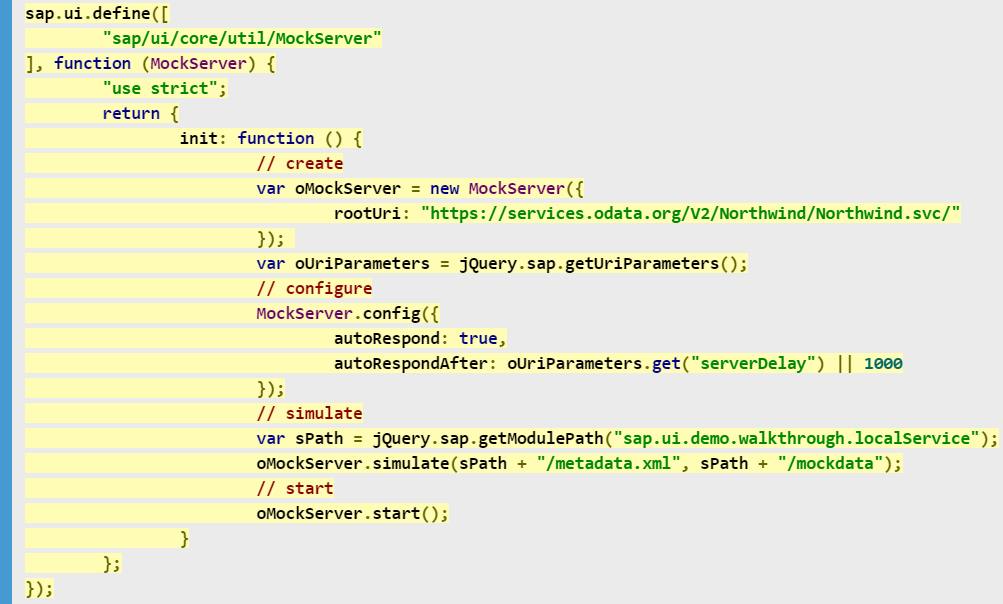 sap.ui.define([
"sap/ui/core/util/MockServer"
], function (MockServer) {
"use strict";
return {
init: function () {
// create
var oMockServer = new MockServer({
rootUri: "https://services.odata.org/V2/Northwind/Northwind.svc/"
});
var oUriParameters = jQuery.sap.getUriParameters();
// configure
MockServer.config({
autoRespond: true,
autoRespondAfter: oUriParameters.get("serverDelay") || 1000
});
// simulate
var sPath = jQuery.sap.getModulePath("sap.ui.demo.walkthrough.localService");
oMockServer.simulate(sPath + "/metadata.xml", sPath + "/mockdata");
// start
oMockServer.start();
}
};
});